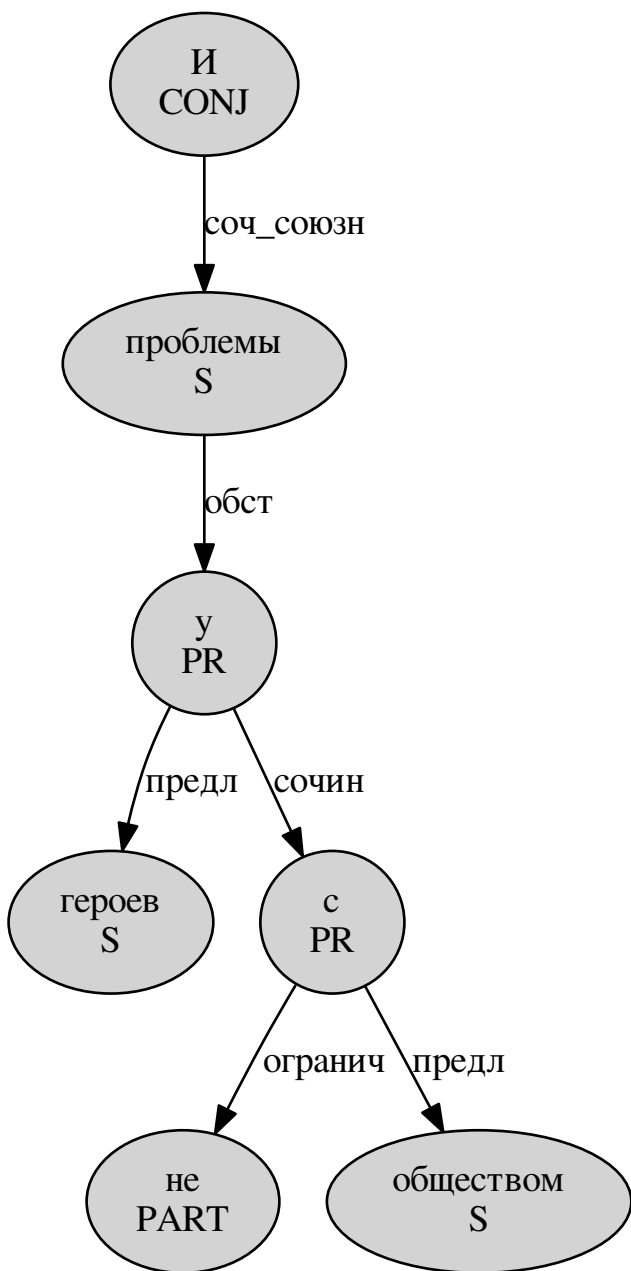 И
CONJ
соч_союзн
проблемы
S
обст
у
PR
предл
сочин
героев
S
с
PR
огранич
предл
не
PART
обществом
S